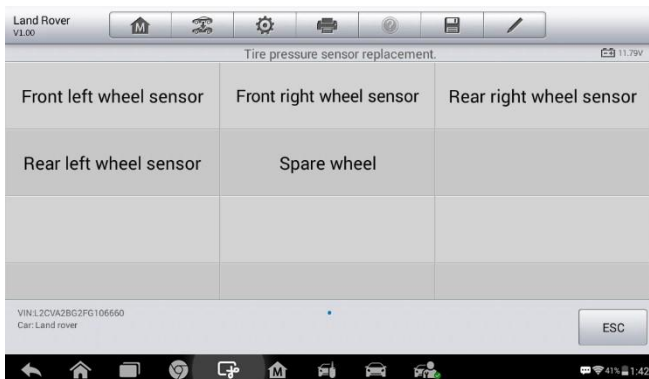 Land Rover
V1.00
M
Tire pressure sensor replacement.
11.79V
Front left wheel sensor
Front right wheel sensor
Rear right wheel sensor
Rear left wheel sensor
Spare wheel
VIN:L2CVA2BG2FG106660
Car: Land rover
ESC
M
41%
1:42